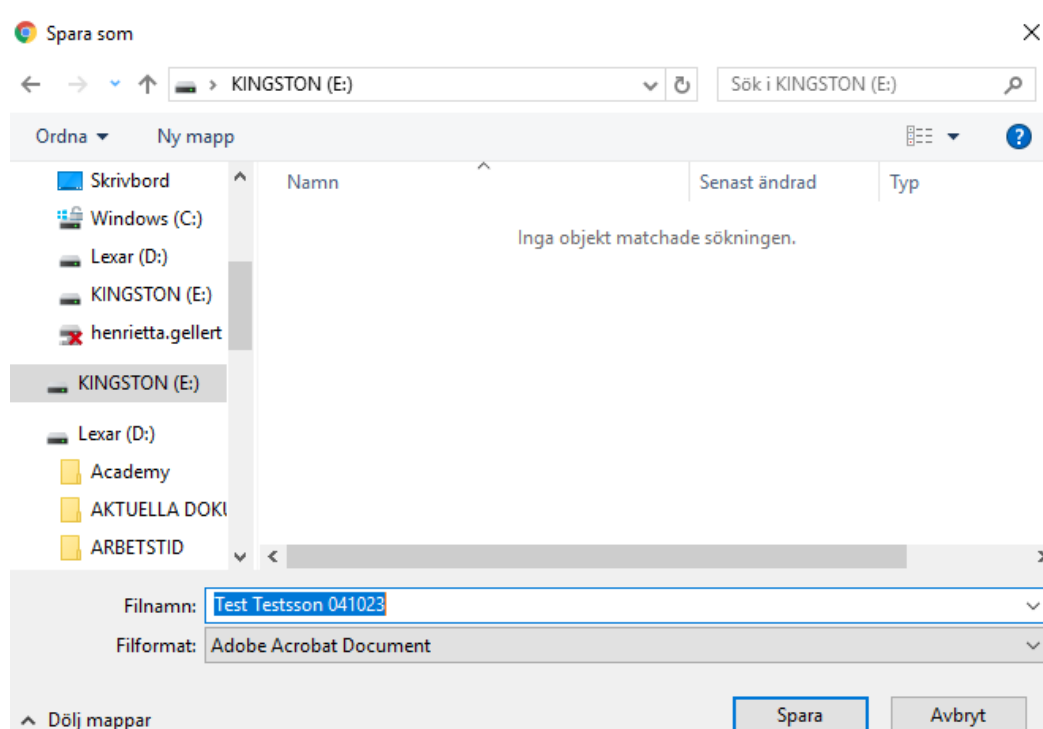 Spara som
KINGSTON (E:)
Sök i KINGSTON (E:)
Ordna
Ny mapp
Skrivbord
Windows (C:)
Lexar (D:)
KINGSTON (E:)
henrietta.gellert
KINGSTON (E:)
Lexar (D:)
Academy
AKTUELLA DOKU
ARBETSTID
Namn
Senast ändrad
Typ
Inga objekt matchade sökningen.
Filnamn: Test Testsson 041023
Filformat: Adobe Acrobat Document
Dölj mappar
Spara
Avbryt